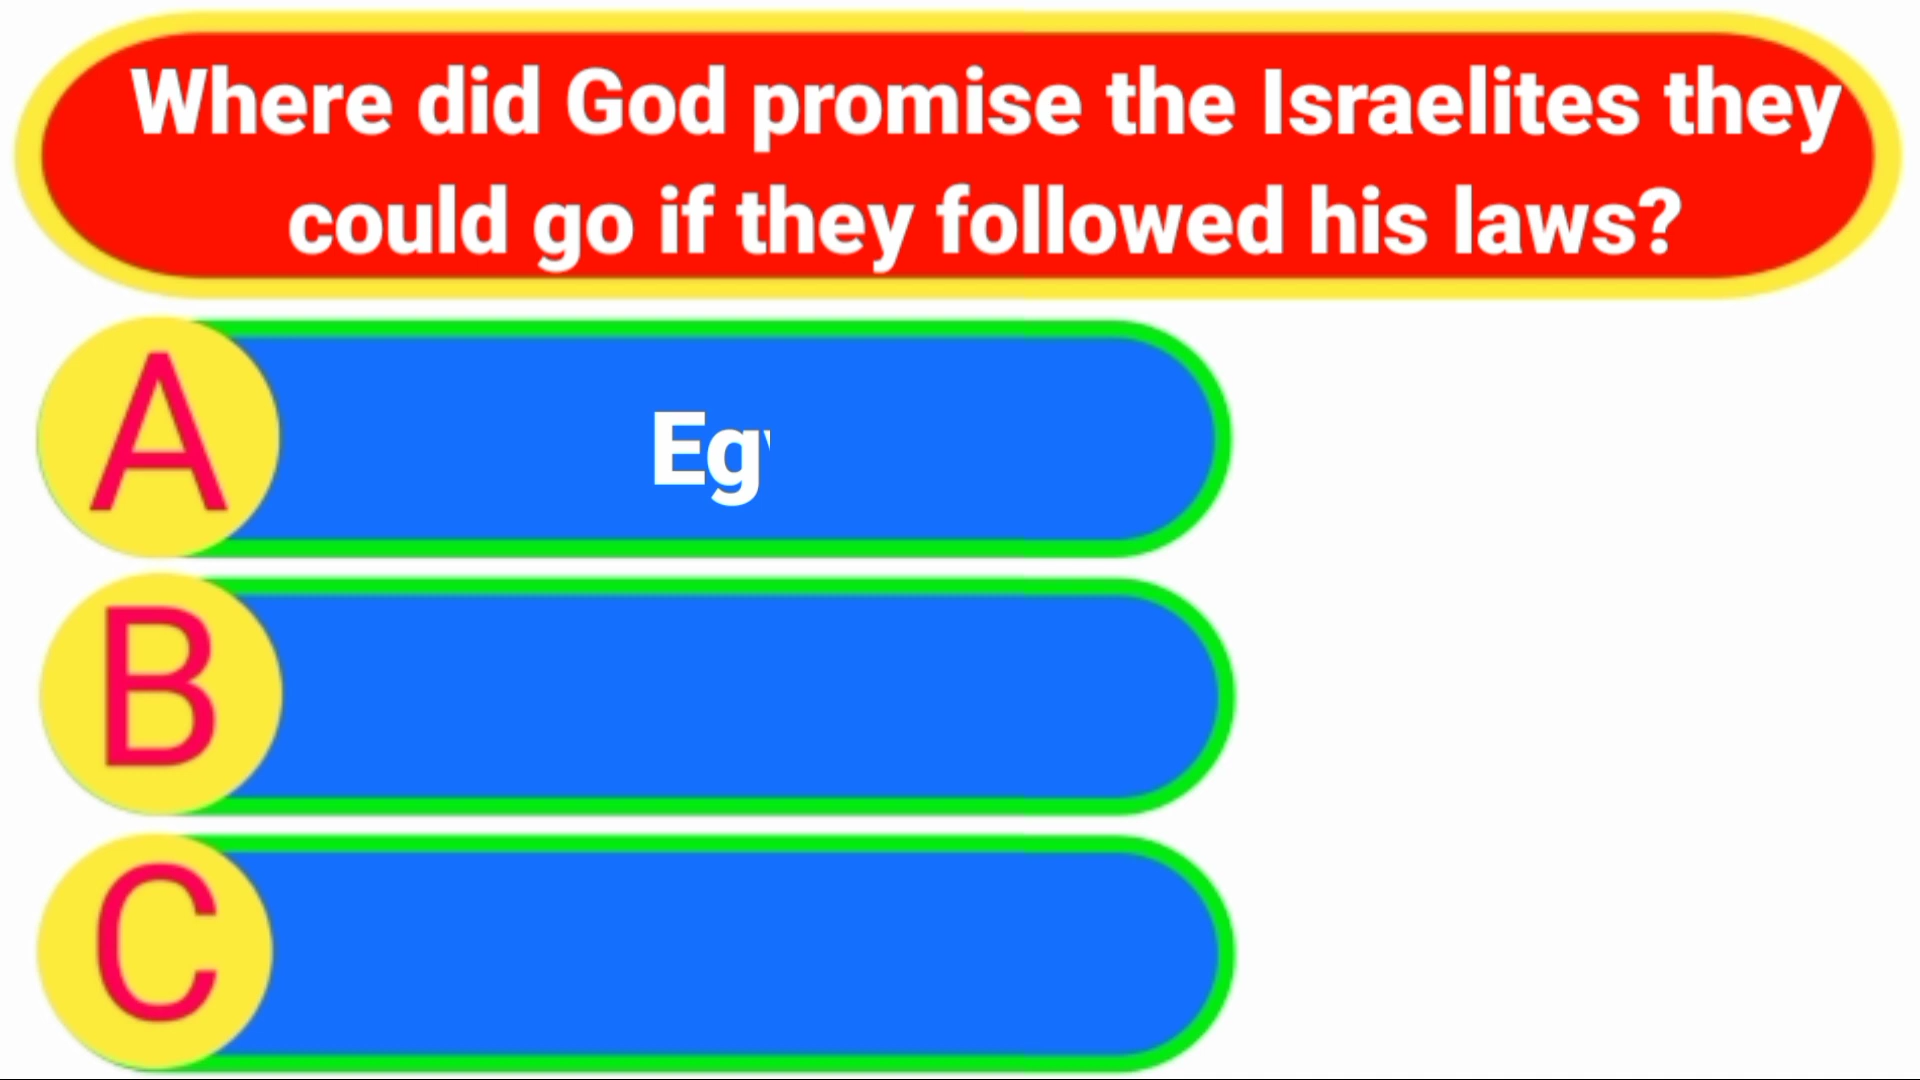 Where did God promise the Israelites they
could go if they followed his laws?
A
Eg
B
C